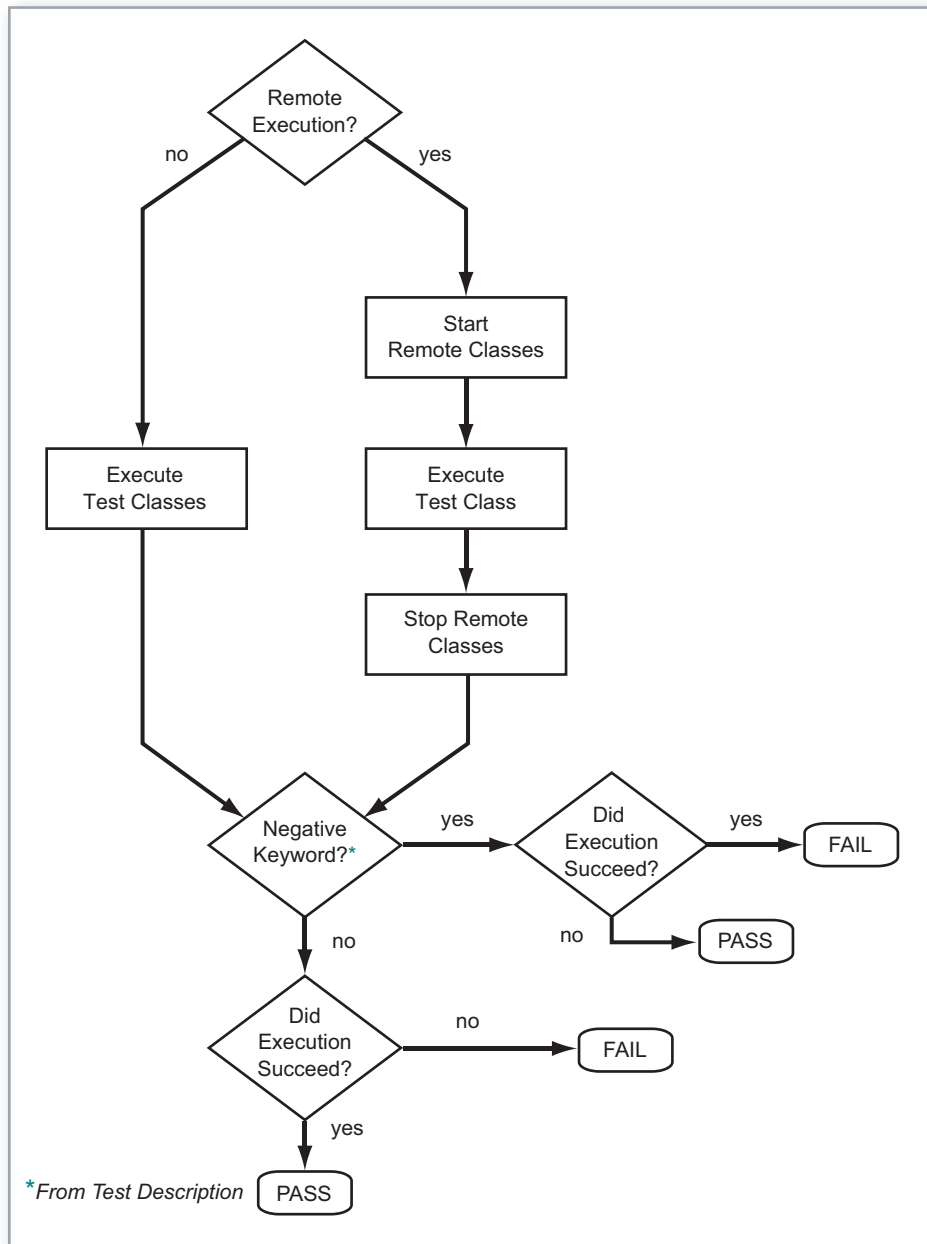 Remote
Execution?
no
yes
Start
Remote Classes
Execute
Test Classes
Execute
Test Class
Stop Remote
Classes
Negative
Keyword?*
yes
Did
Execution
Succeed?
yes
FAIL
no
PASS
no
Did
Execution
Succeed?
no
FAIL
yes
*From Test Description
PASS